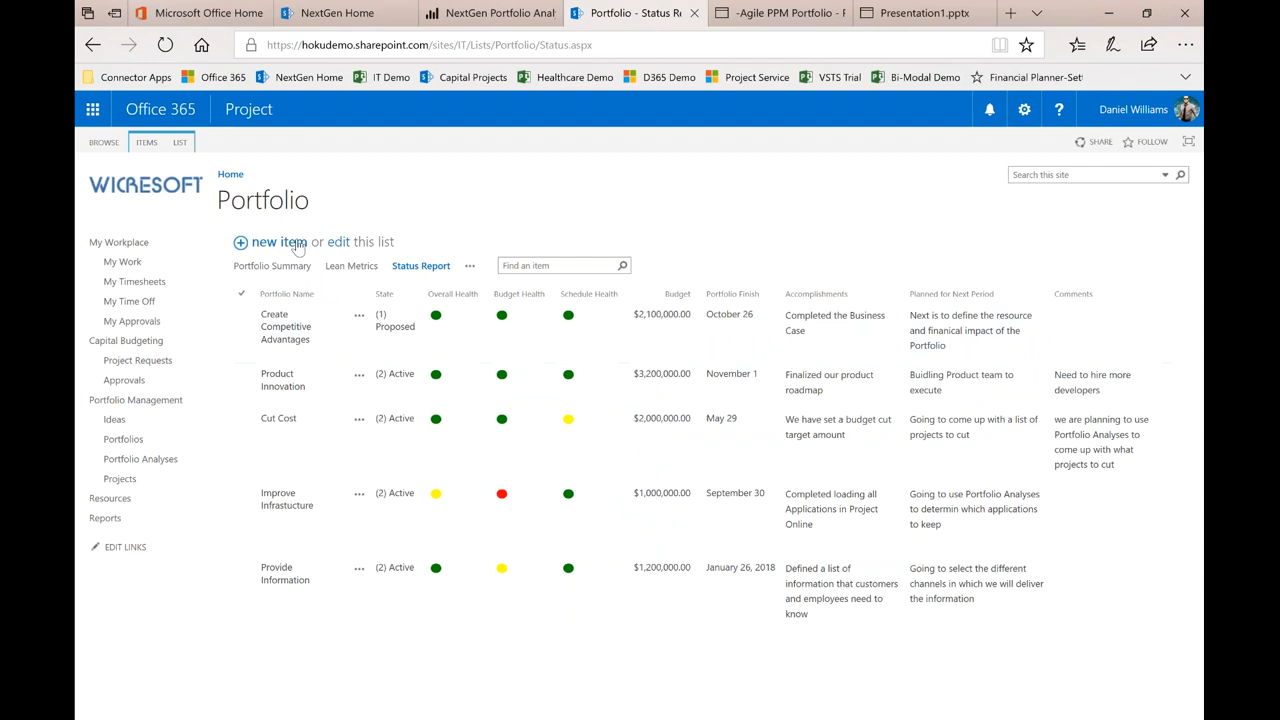 Microsoft Office Home
NextGen Home
NextGen Portfolio Anal
Portfolio - Status Re
-Agile PPM Portfolio - P
Presentation1.pptx
https://hokudemo.sharepoint.com/sites/IT/Lists/Portfolio/Status.aspx
Connector Apps
Office 365
NextGen Home
IT Demo
Capital Projects
Healthcare Demo
D365 Demo
Project Service
VSTS Trial
Bi-Modal Demo
Financial Planner-Set
Office 365
Project
Daniel Williams
BROWSE
ITEMS
LIST
SHARE
FOLLOW
WICRESOFT
Home
Portfolio
Search this site
new item or edit this list
Portfolio Summary
Lean Metrics
Status Report
Find an item
My Workplace
My Work
My Timesheets
My Time Off
My Approvals
Capital Budgeting
Project Requests
Approvals
Portfolio Management
Ideas
Portfolios
Portfolio Analyses
Projects
Resources
Reports
EDIT LINKS
Portfolio Name
State
Overall Health
Budget Health
Schedule Health
Budget
Portfolio Finish
Accomplishments
Planned for Next Period
Comments
Create
Competitive
Advantages
(1)
Proposed
$2,100,000.00
October 26
Completed the Business
Case
Next is to define the resource
and finanical impact of the
Portfolio
Product
Innovation
(2) Active
$3,200,000.00
November 1
Finalized our product
roadmap
Buidling Product team to
execute
Need to hire more
developers
Cut Cost
(2) Active
$2,000,000.00
May 29
We have set a budget cut
target amount
Going to come up with a list of
projects to cut
we are planning to use
Portfolio Analyses to
come up with what
projects to cut
Improve
Infrastucture
(2) Active
$1,000,000.00
September 30
Completed loading all
Applications in Project
Online
Going to use Portfolio Analyses
to determin which applications
to keep
Provide
Information
(2) Active
$1,200,000.00
January 26, 2018
Defined a list of
information that customers
and employees need to
know
Going to select the different
channels in which we will deliver
the information